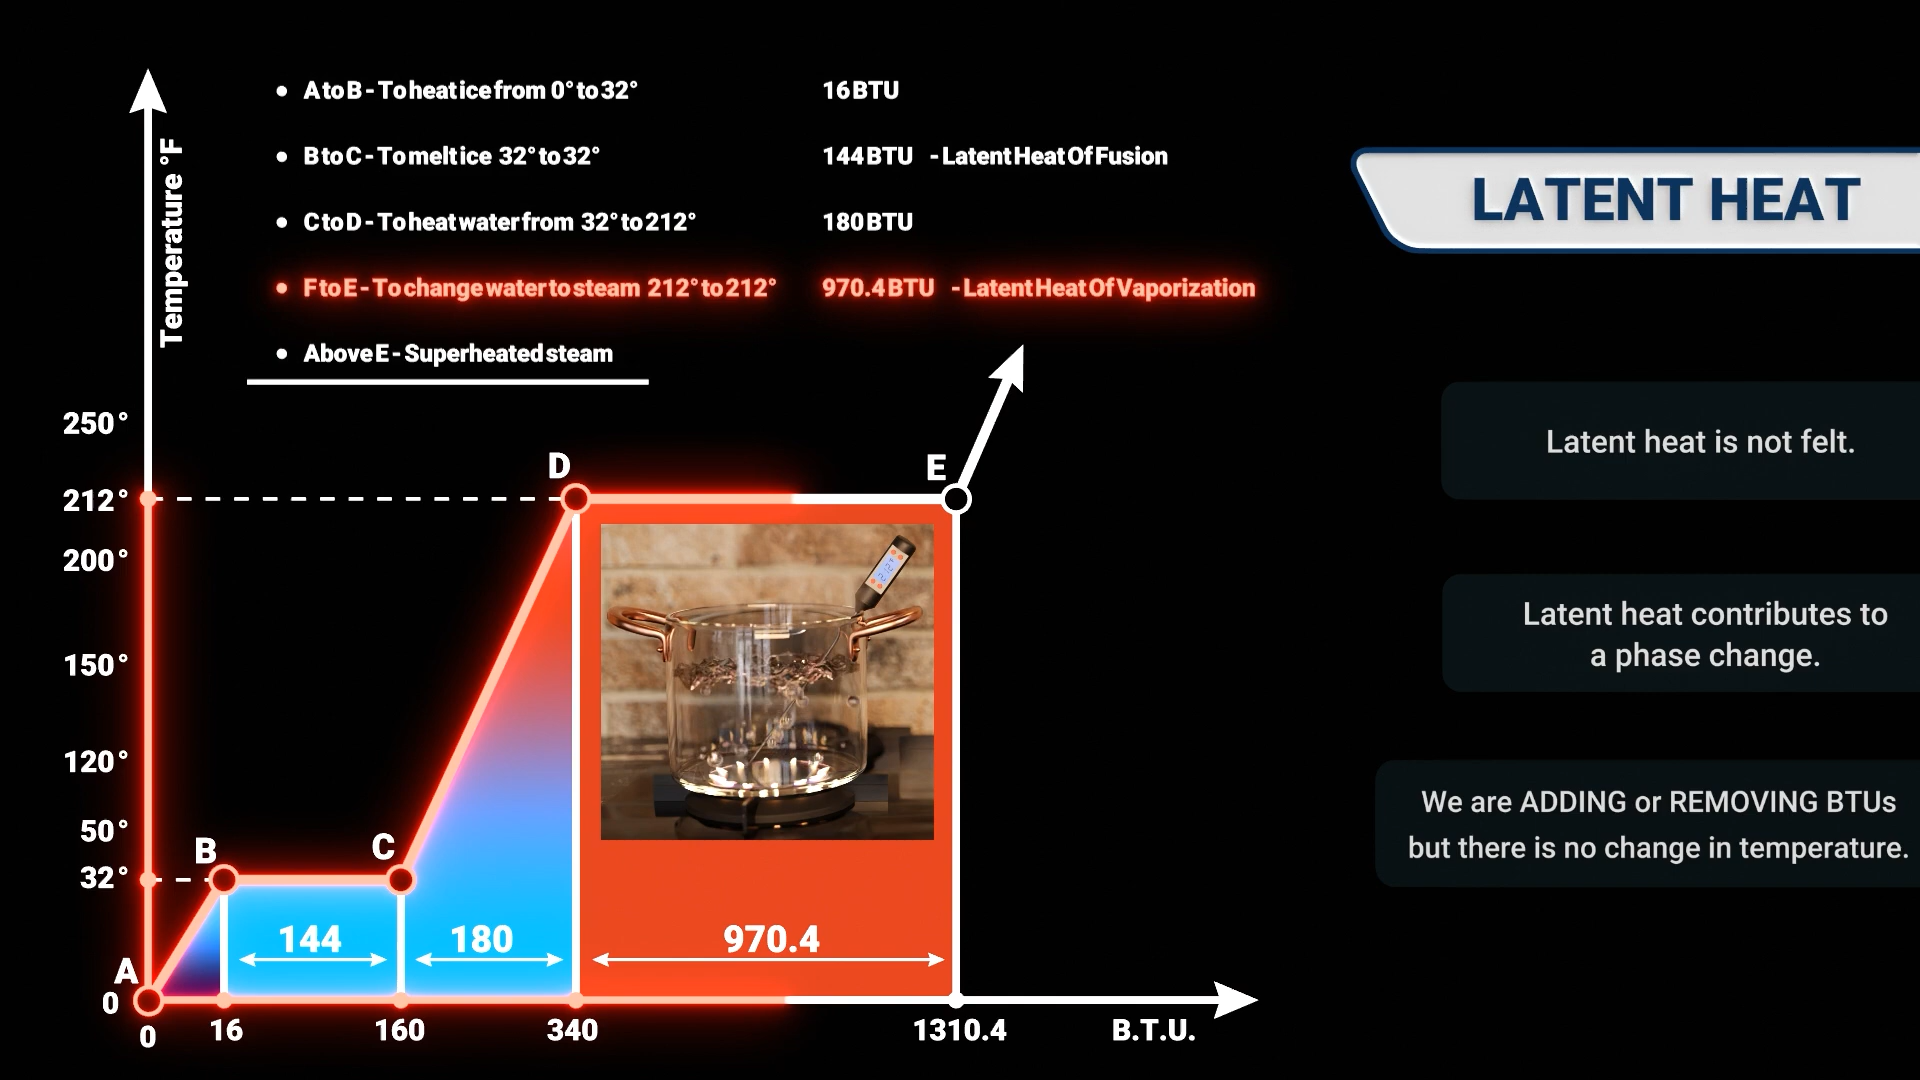 A to B - To heat ice from 0° to 32° 16 BTU
B to C - To melt ice 32° to 32° 144 BTU - Latent Heat Of Fusion
C to D - To heat water from 32° to 212° 180 BTU
F to E - To change water to steam 212° to 212° 970.4 BTU - Latent Heat Of Vaporization
Above E - Superheated steam
Temperature °F
250°
212°
200°
150°
120°
50°
32°
0
A
B
C
D
E
144
180
970.4
0
16
160
340
1310.4
B.T.U.
LATENT HEAT
Latent heat is not felt.
Latent heat contributes to
a phase change.
We are ADDING or REMOVING BTUs
but there is no change in temperature.